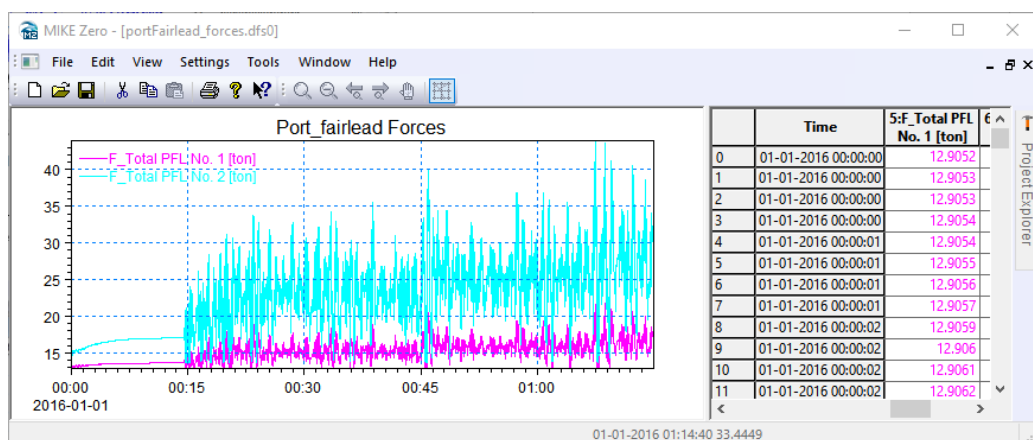 MIKE Zero - [portFairlead_forces.dfs0]
File Edit View Settings Tools Window Help
Port_fairlead Forces
F_Total PFL No. 1 [ton]
F_Total PFL No. 2 [ton]
40
35
30
25
20
15
00:00 00:15 00:30 00:45 01:00
2016-01-01
Time 5:F_Total PFL 6
No. 1 [ton]
0 01-01-2016 00:00:00 12.9052
1 01-01-2016 00:00:00 12.9053
2 01-01-2016 00:00:00 12.9053
3 01-01-2016 00:00:00 12.9054
4 01-01-2016 00:00:01 12.9054
5 01-01-2016 00:00:01 12.9055
6 01-01-2016 00:00:01 12.9056
7 01-01-2016 00:00:01 12.9057
8 01-01-2016 00:00:02 12.9059
9 01-01-2016 00:00:02 12.906
10 01-01-2016 00:00:02 12.9061
11 01-01-2016 00:00:02 12.9062
Project Explorer
01-01-2016 01:14:40 33.4449